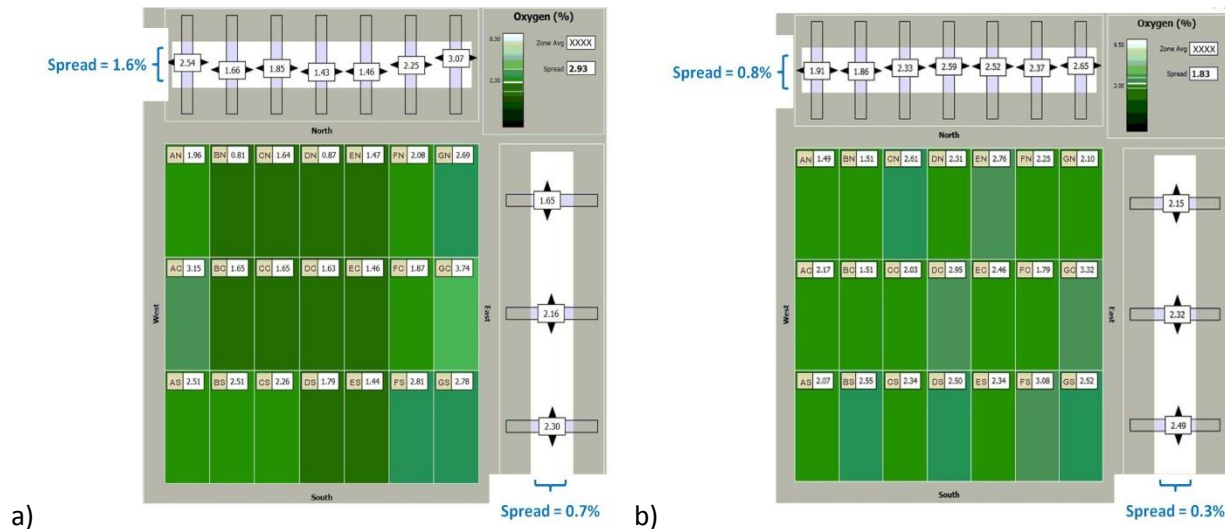 Oxygen (%)
8.30
2.30
Zone Avg XXXX
Spread 2.93
Spread = 1.6%
2.54 1.66 1.85 1.43 1.46 2.25 3.07
North
AN 1.96 BN 0.81 CN 1.64 DN 0.87 EN 1.47 FN 2.08 GN 2.69
1.65
AC 3.15 BC 1.65 CC 1.65 DC 1.63 EC 1.46 FC 1.87 GC 3.74
West
East
2.16
AS 2.51 BS 2.51 CS 2.26 DS 1.79 ES 1.44 FS 2.81 GS 2.78
2.30
South
Spread = 0.7%
a)
Oxygen (%)
2.00
Zone Avg XXXX
Spread 1.83
Spread = 0.8%
1.91 1.86 2.33 2.59 2.52 2.37 2.65
North
AN 1.49 BN 1.51 CN 2.61 DN 2.31 EN 2.76 FN 2.25 GN 2.10
2.15
AC 2.17 BC 1.51 CC 2.03 DC 2.95 EC 2.46 FC 1.79 GC 3.32
West
East
2.32
AS 2.07 BS 2.55 CS 2.34 DS 2.50 ES 2.34 FS 3.08 GS 2.52
2.49
South
Spread = 0.3%
b)